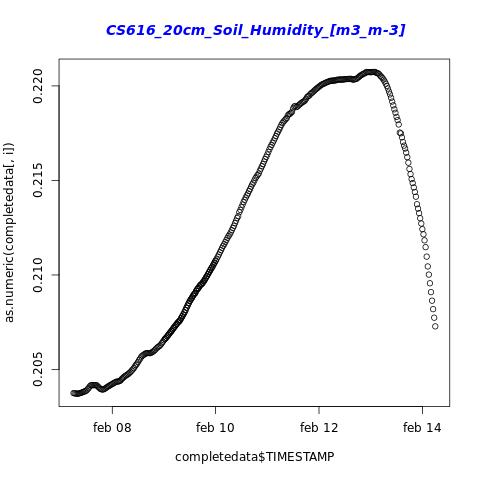 CS616_20cm_Soil_Humidity_[m3_m-3]
0.220
0.215
0.210
0.205
as.numeric(completedata[, i])
feb 08 feb 10 feb 12 feb 14
completedata$TIMESTAMP